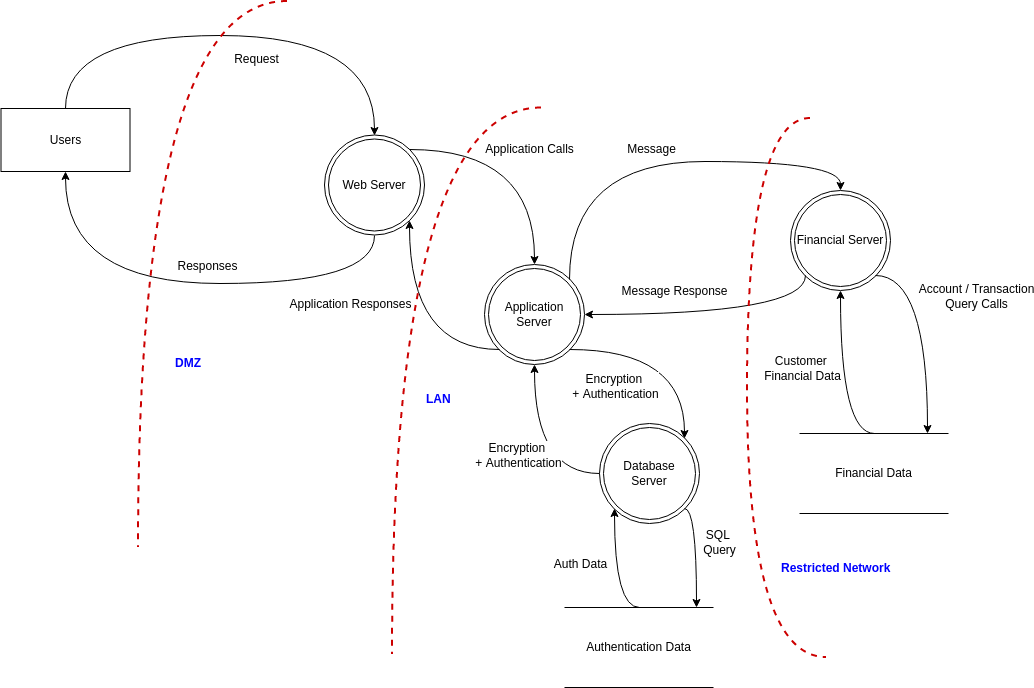 Request
Users
Web Server
Application Calls
Message
Financial Server
Responses
Application Responses
Message Response
Account / Transaction
Query Calls
Application
Server
DMZ
LAN
Encryption
+ Authentication
Customer
Financial Data
Encryption
+ Authentication
Database
Server
Financial Data
SQL
Query
Auth Data
Restricted Network
Authentication Data